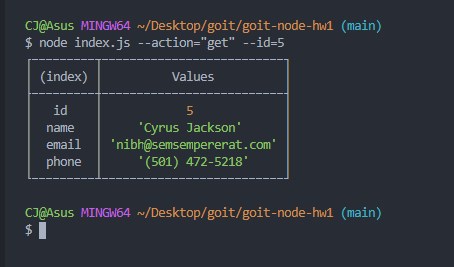 CJ@Asus MINGW64 ~/Desktop/goit/goit-node-hw1 (main)
$ node index.js --action="get" --id=5
(index) Values
id 5
name 'Cyrus Jackson'
email 'nibh@semsempererat.com'
phone '(501) 472-5218'
CJ@Asus MINGW64 ~/Desktop/goit/goit-node-hw1 (main)
$